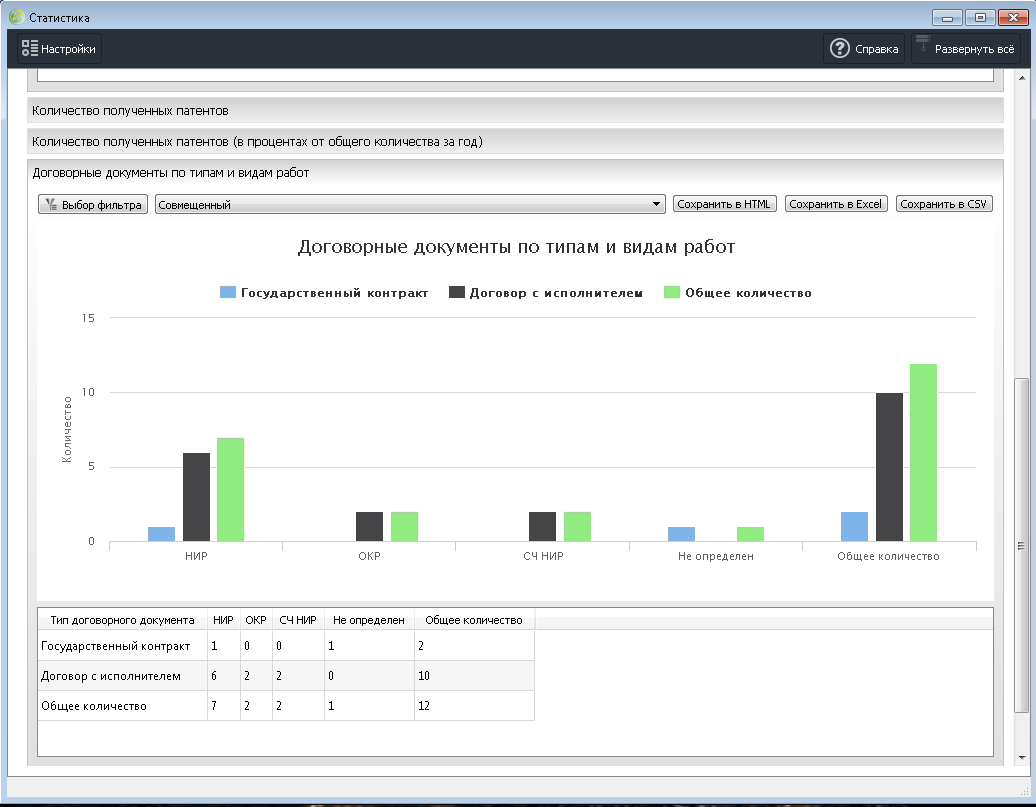 Статистика
Настройки
Справка
Развернуть всё
Количество полученных патентов
Количество полученных патентов (в процентах от общего количества за год)
Договорные документы по типам и видам работ
Выбор фильтра
Совмещенный
Сохранить в HTML
Сохранить в Excel
Сохранить в CSV
Договорные документы по типам и видам работ
Государственный контракт Договор с исполнителем Общее количество
15
10
5
0
Количество
НИР ОКР СЧ НИР Не определен Общее количество
Тип договорного документа НИР ОКР СЧ НИР Не определен Общее количество
Государственный контракт 1 0 0 1 2
Договор с исполнителем 6 2 2 0 10
Общее количество 7 2 2 1 12